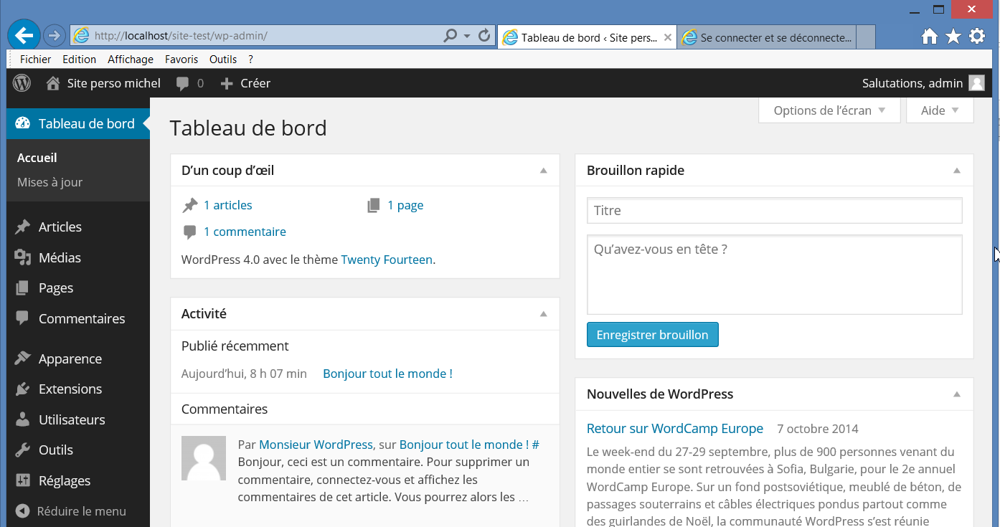 http://localhost/site-test/wp-admin/
Tableau de bord ‹ Site pers...
Se connecter et se déconnecte...
Fichier Edition Affichage Favoris Outils ?
Site perso michel 0 Créer Salutations, admin
Options de l'écran Aide
Tableau de bord
Accueil
Mises à jour
Articles
Médias
Pages
Commentaires
Apparence
Extensions
Utilisateurs
Outils
Réglages
Réduire le menu
Tableau de bord
D'un coup d'œil
1 articles 1 page
1 commentaire
WordPress 4.0 avec le thème Twenty Fourteen.
Activité
Publié récemment
Aujourd'hui, 8 h 07 min Bonjour tout le monde !
Commentaires
Par Monsieur WordPress, sur Bonjour tout le monde ! #
Bonjour, ceci est un commentaire. Pour supprimer un
commentaire, connectez-vous et affichez les
commentaires de cet article. Vous pourrez alors les …
Brouillon rapide
Titre
Qu'avez-vous en tête ?
Enregistrer brouillon
Nouvelles de WordPress
Retour sur WordCamp Europe 7 octobre 2014
Le week-end du 27-29 septembre, plus de 900 personnes venant du
monde entier se sont retrouvées à Sofia, Bulgarie, pour le 2e annuel
WordCamp Europe. Sur un fond postsoviétique, meublé de béton, de
passages souterrains et câbles électriques pondus partout comme
des guirlandes de Noël, la communauté WordPress s'est réunie